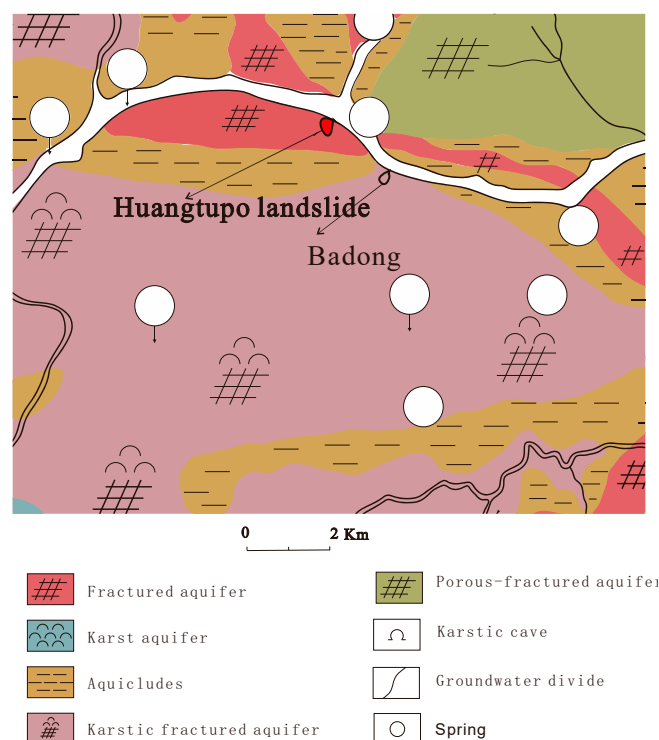 Huangtupo landslide
Badong
0 2 Km
Fractured aquifer
Porous-fractured aquifer
Karst aquifer
Karstic cave
Aquicludes
Groundwater divide
Karstic fractured aquifer
Spring